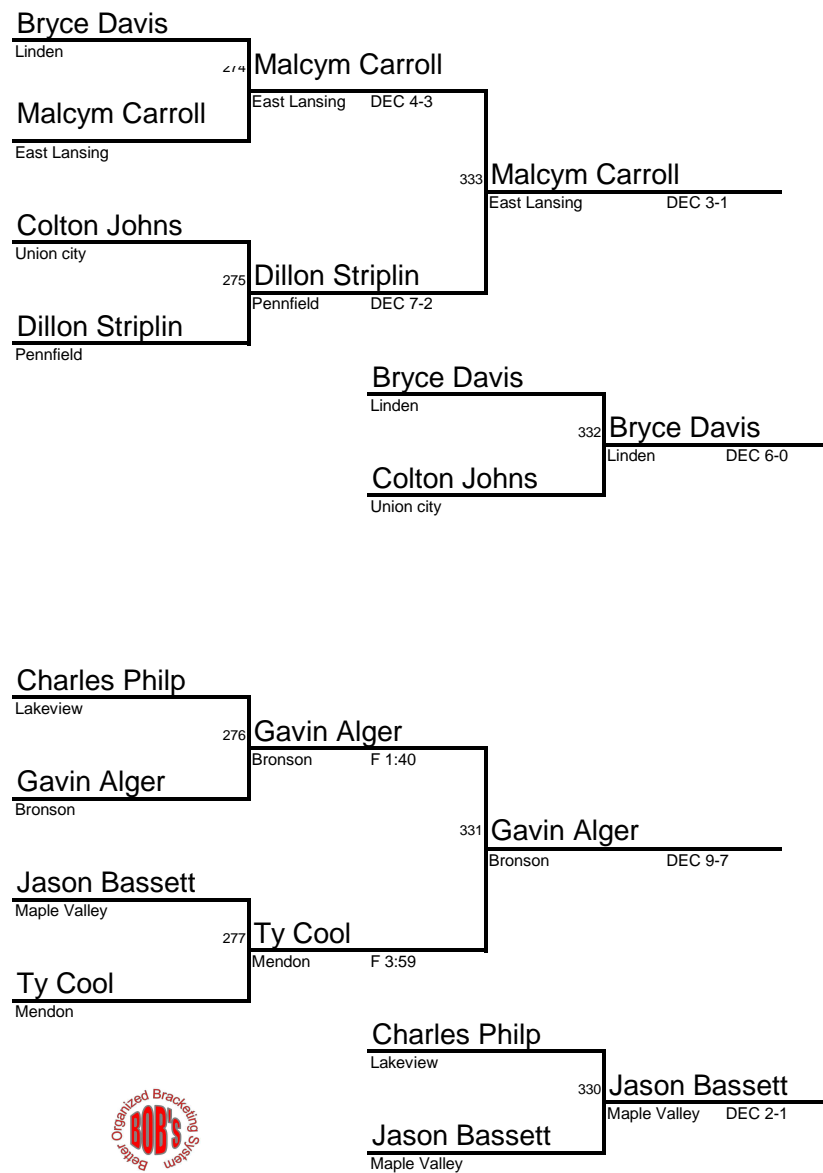 Bryce Davis
Linden
274 Malcym Carroll
East Lansing DEC 4-3
Malcym Carroll
East Lansing
333 Malcym Carroll
East Lansing DEC 3-1
Colton Johns
Union city
275 Dillon Striplin
Pennfield DEC 7-2
Dillon Striplin
Pennfield
Bryce Davis
Linden
332 Bryce Davis
Linden DEC 6-0
Colton Johns
Union city
Charles Philp
Lakeview
276 Gavin Alger
Bronson F 1:40
Gavin Alger
Bronson
331 Gavin Alger
Bronson DEC 9-7
Jason Bassett
Maple Valley
277 Ty Cool
Mendon F 3:59
Ty Cool
Mendon
Charles Philp
Lakeview
330 Jason Bassett
Maple Valley DEC 2-1
Jason Bassett
Maple Valley
Better Organized Bracketing System
BOB's